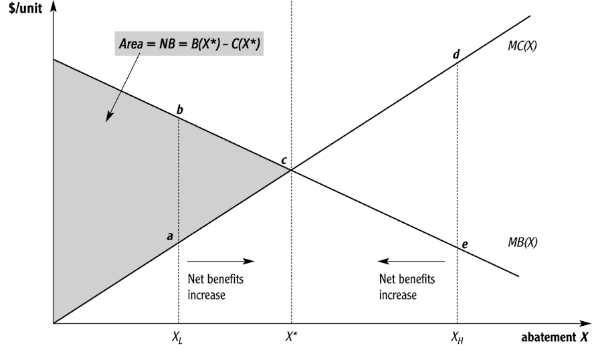 $/unit
Area = NB = B(X*) – C(X*)
MC(X)
d
b
c
a
e
MB(X)
Net benefits
increase
Net benefits
increase
X_L
X*
X_H
abatement X